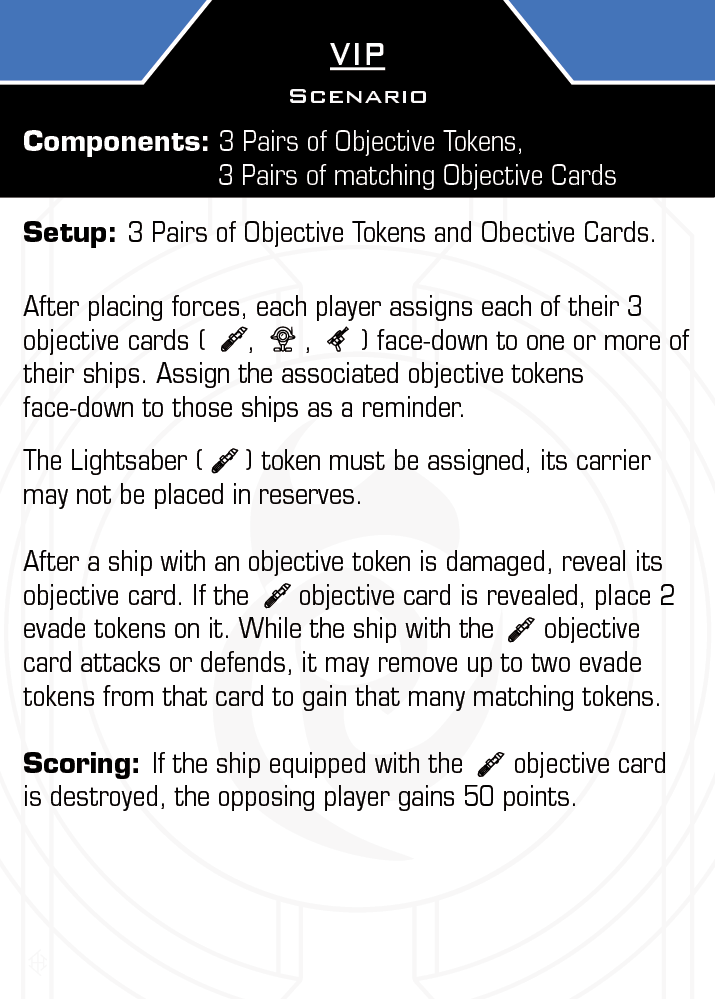 VIP
Scenario
Components: 3 Pairs of Objective Tokens,
3 Pairs of matching Objective Cards
Setup: 3 Pairs of Objective Tokens and Obective Cards.
After placing forces, each player assigns each of their 3
objective cards ( , , ) face-down to one or more of
their ships. Assign the associated objective tokens
face-down to those ships as a reminder.
The Lightsaber ( ) token must be assigned, its carrier
may not be placed in reserves.
After a ship with an objective token is damaged, reveal its
objective card. If the objective card is revealed, place 2
evade tokens on it. While the ship with the objective
card attacks or defends, it may remove up to two evade
tokens from that card to gain that many matching tokens.
Scoring: If the ship equipped with the objective card
is destroyed, the opposing player gains 50 points.